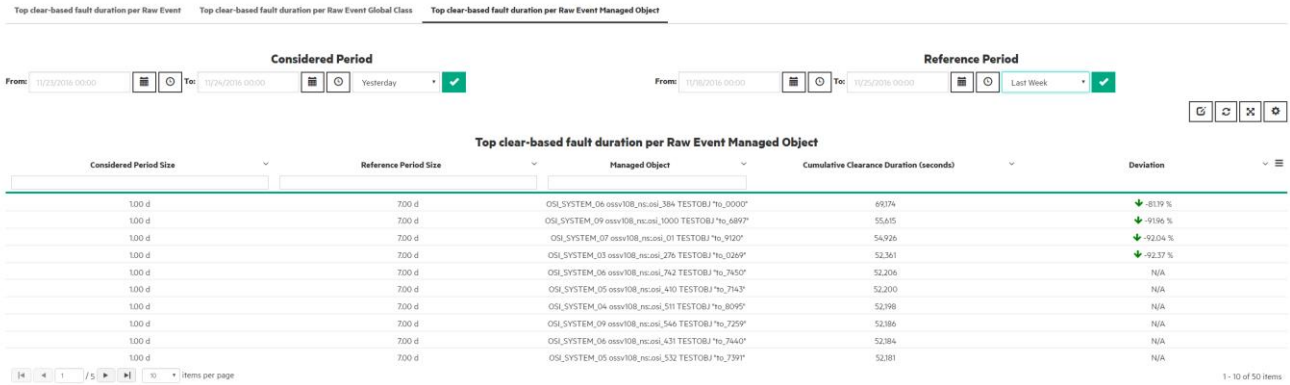 Top clear-based fault duration per Raw Event Top clear-based fault duration per Raw Event Global Class Top clear-based fault duration per Raw Event Managed Object
Considered Period Reference Period
From: 11/23/2016 00:00 To: 11/24/2016 00:00 Yesterday From: 11/18/2016 00:00 To: 11/25/2016 00:00 Last Week
Top clear-based fault duration per Raw Event Managed Object
Considered Period Size Reference Period Size Managed Object Cumulative Clearance Duration (seconds) Deviation
1.00 d 7.00 d OSI_SYSTEM_06 ossv108_ns:.osi_384 TESTOBJ "to_0000" 69,174 -81.19 %
1.00 d 7.00 d OSI_SYSTEM_09 ossv108_ns:.osi_1000 TESTOBJ "to_6897" 55,615 -91.96 %
1.00 d 7.00 d OSI_SYSTEM_07 ossv108_ns:.osi_01 TESTOBJ "to_9120" 54,926 -92.04 %
1.00 d 7.00 d OSI_SYSTEM_03 ossv108_ns:.osi_276 TESTOBJ "to_0269" 52,361 -92.37 %
1.00 d 7.00 d OSI_SYSTEM_06 ossv108_ns:.osi_742 TESTOBJ "to_7450" 52,206 N/A
1.00 d 7.00 d OSI_SYSTEM_05 ossv108_ns:.osi_410 TESTOBJ "to_7143" 52,200 N/A
1.00 d 7.00 d OSI_SYSTEM_04 ossv108_ns:.osi_511 TESTOBJ "to_8095" 52,198 N/A
1.00 d 7.00 d OSI_SYSTEM_09 ossv108_ns:.osi_546 TESTOBJ "to_7259" 52,186 N/A
1.00 d 7.00 d OSI_SYSTEM_06 ossv108_ns:.osi_431 TESTOBJ "to_7440" 52,184 N/A
1.00 d 7.00 d OSI_SYSTEM_05 ossv108_ns:.osi_532 TESTOBJ "to_7391" 52,181 N/A
1 / 5 10 items per page 1 - 10 of 50 items